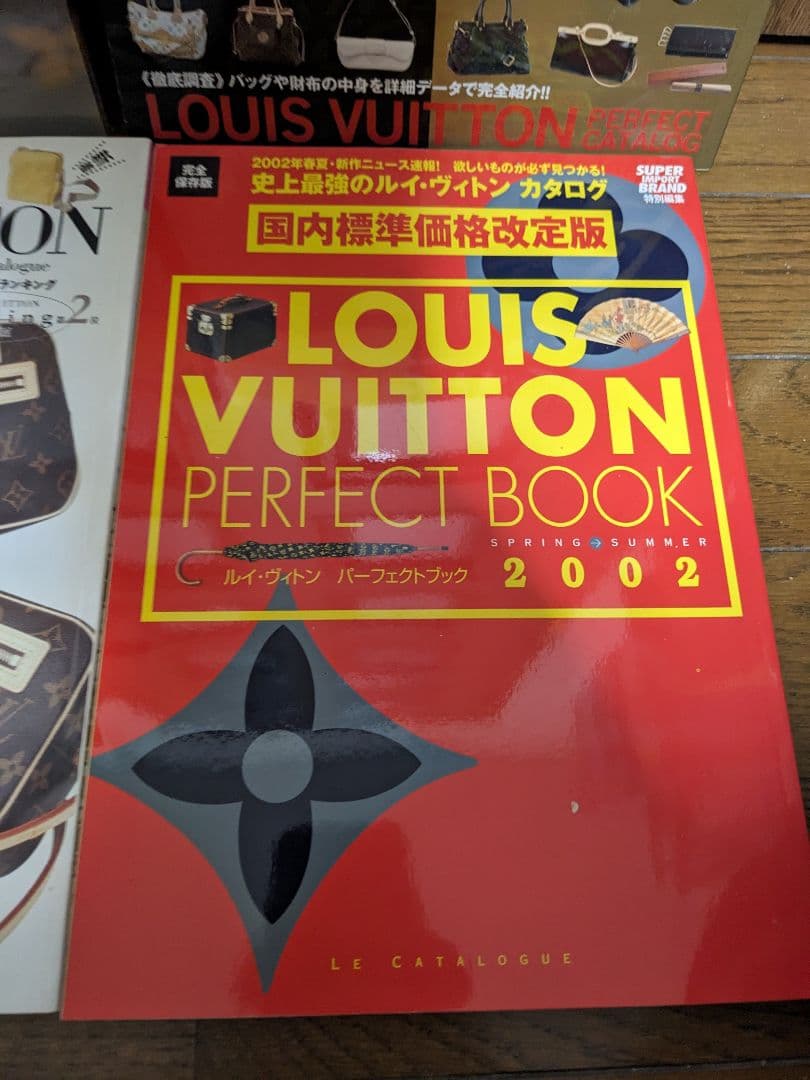 《徹底調査》バッグや財布の中身を詳細データで完全紹介!!
LOUIS VUITTON PERFECT CATALOG
TON
alogue
ランキング
UITTON
ing 第2位
完全保存版
2002年春夏・新作ニュース速報! 欲しいものが必ず見つかる!
史上最強のルイ・ヴィトン カタログ
SUPER IMPORT BRAND 特別編集
国内標準価格改定版
LOUIS
VUITTON
PERFECT BOOK
SPRING→SUMMER
ルイ・ヴィトン パーフェクトブック
2002
LE CATALOGUE